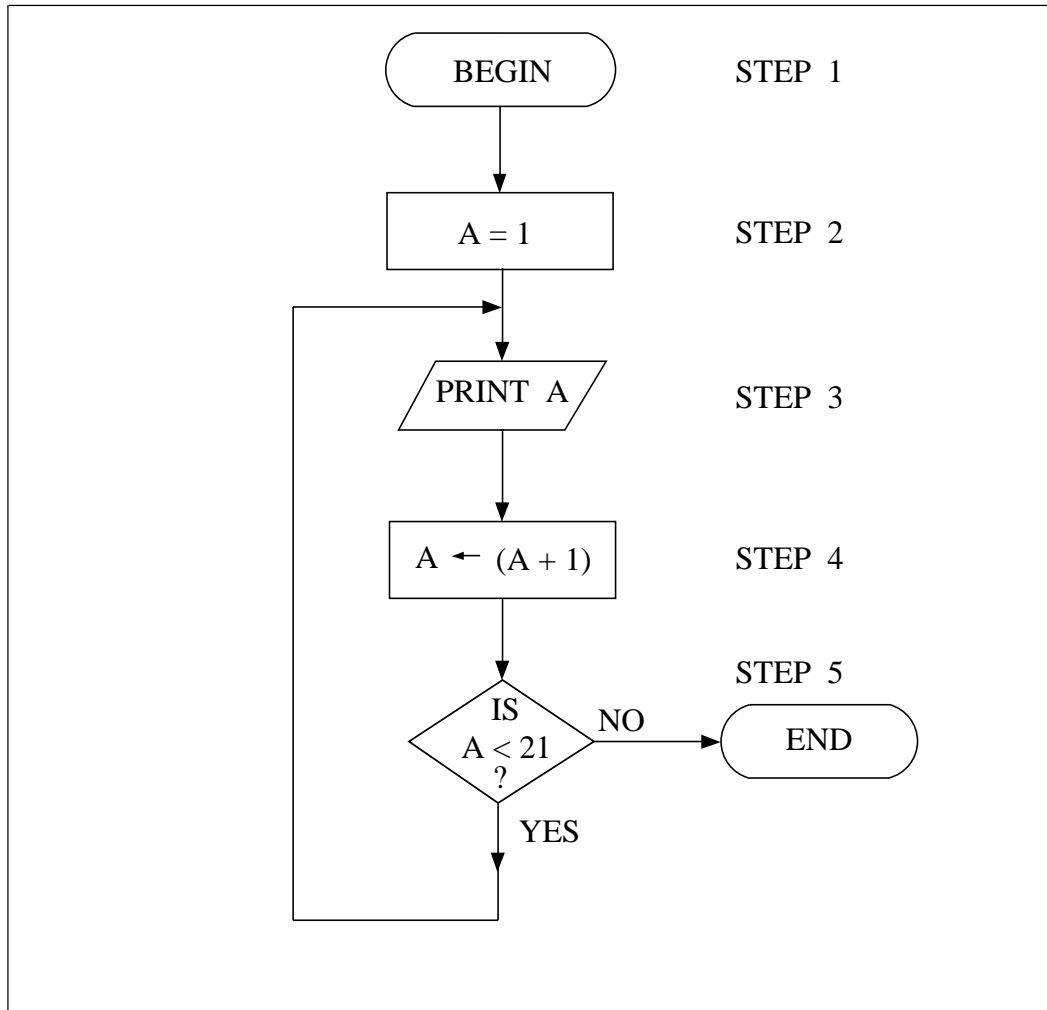 BEGIN STEP 1
A = 1 STEP 2
PRINT A STEP 3
A ← (A + 1) STEP 4
STEP 5
IS
A < 21
?
NO
END
YES